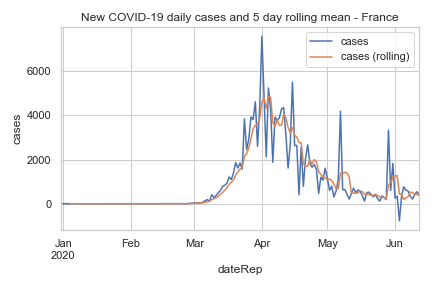 New COVID-19 daily cases and 5 day rolling mean - France
cases
cases (rolling)
6000
4000
2000
0
cases
Jan
2020
Feb
Mar
Apr
May
Jun
dateRep